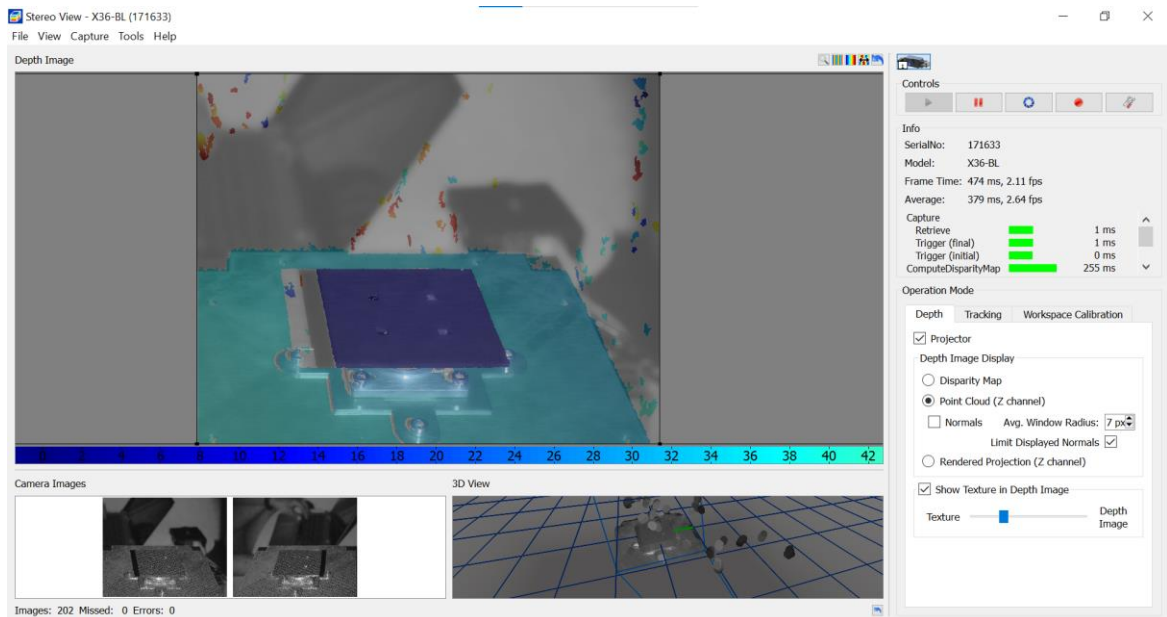 Stereo View - X36-BL (171633)
File View Capture Tools Help
Depth Image
0 2 4 6 8 10 12 14 16 18 20 22 24 26 28 30 32 34 36 38 40 42
Camera Images
3D View
Images: 202 Missed: 0 Errors: 0
Controls
Info
SerialNo: 171633
Model: X36-BL
Frame Time: 474 ms, 2.11 fps
Average: 379 ms, 2.64 fps
Capture
Retrieve 1 ms
Trigger (final) 1 ms
Trigger (initial) 0 ms
ComputeDisparityMap 255 ms
Operation Mode
Depth Tracking Workspace Calibration
Projector
Depth Image Display
Disparity Map
Point Cloud (Z channel)
Normals Avg. Window Radius: 7 px
Limit Displayed Normals
Rendered Projection (Z channel)
Show Texture in Depth Image
Texture Depth
Image